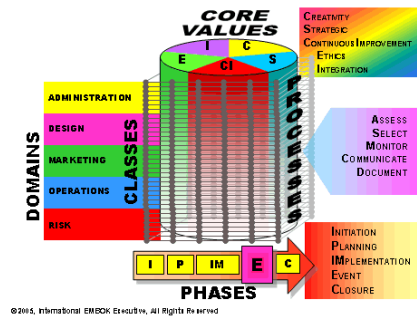 CORE
VALUES
I C
E S
CI
CREATIVITY
STRATEGIC
CONTINUOUS IMPROVEMENT
ETHICS
INTEGRATION
ADMINISTRATION
DESIGN
MARKETING
OPERATIONS
RISK
DOMAINS
CLASSES
PROCESSES
ASSESS
SELECT
MONITOR
COMMUNICATE
DOCUMENT
I P IM E C
PHASES
INITIATION
PLANNING
IMPLEMENTATION
EVENT
CLOSURE
©2005, International EMBOK Executive, All Rights Reserved